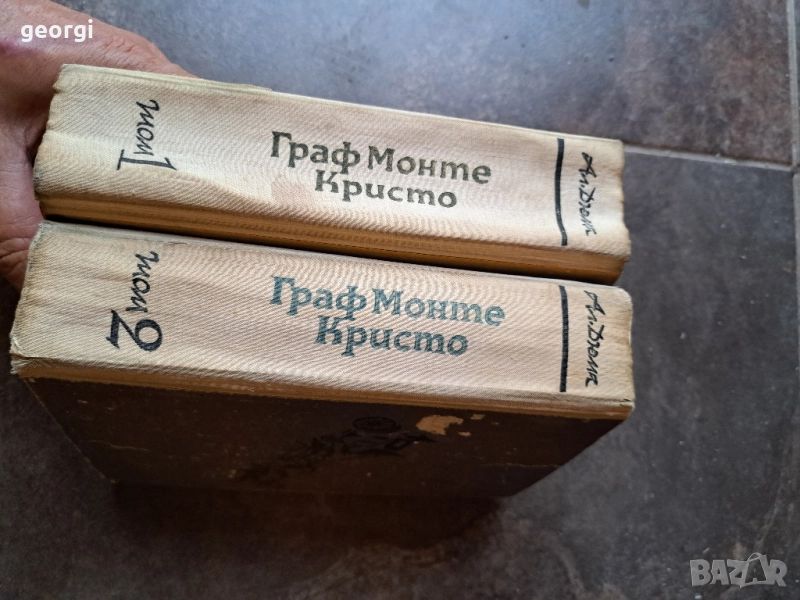 georgi
том 1
Граф Монте
Кристо
Ал. Дюма
том 2
Граф Монте
Кристо
Ал. Дюма
BAZAR